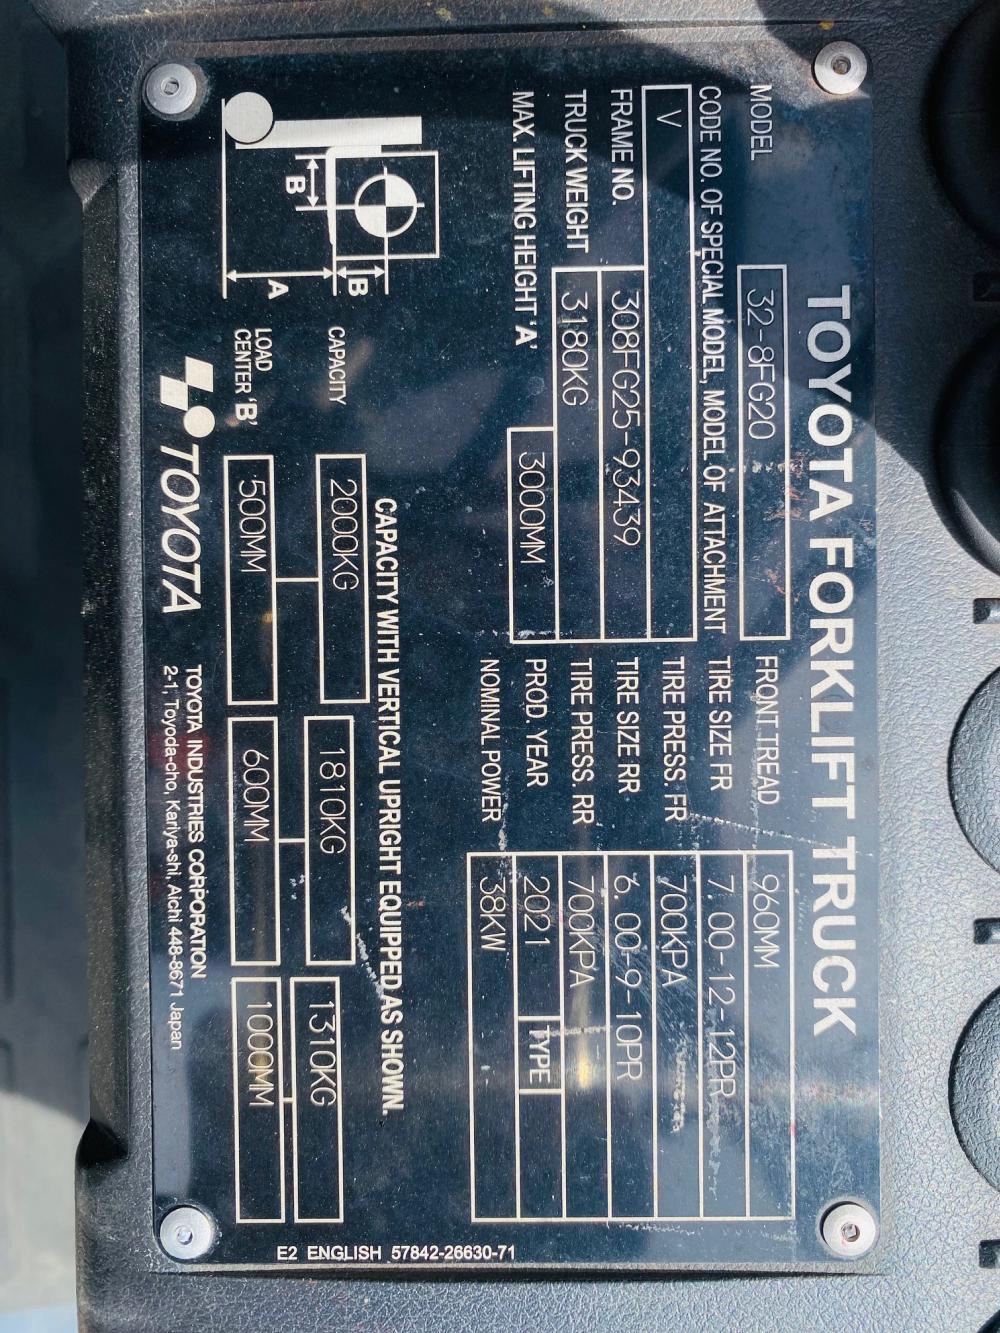 TOYOTA FORKLIFT TRUCK
MODEL 32-8FG20
CODE NO. OF SPECIAL MODEL, MODEL OF ATTACHMENT
V
FRAME NO. 308FG25-93439
TRUCK WEIGHT 3180KG
MAX. LIFTING HEIGHT 'A' 3000MM
FRONT TREAD 960MM
TIRE SIZE FR 7.00-12-12PR
TIRE PRESS. FR 700KPA
TIRE SIZE RR 6.00-9-10PR
TIRE PRESS. RR 700KPA
PROD. YEAR 2021 TYPE
NOMINAL POWER 38KW
CAPACITY WITH VERTICAL UPRIGHT EQUIPPED AS SHOWN.
B
B
A
CAPACITY 2000KG 1810KG 1310KG
LOAD
CENTER 'B' 500MM 600MM 1000MM
TOYOTA
TOYOTA INDUSTRIES CORPORATION
2-1, Toyoda-cho, Kariya-shi, Aichi 448-8671 Japan
E2 ENGLISH 57842-26630-71